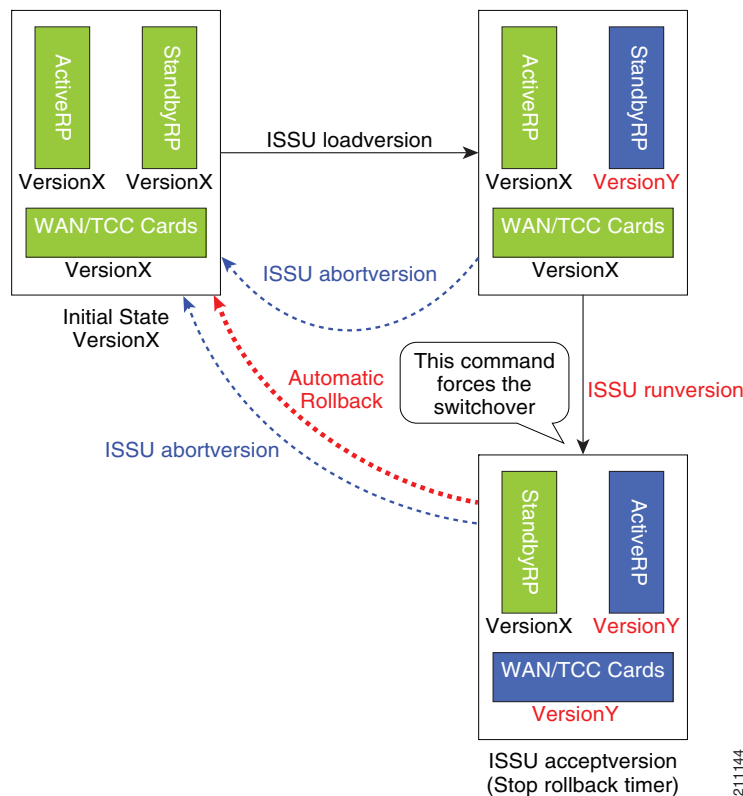 ActiveRP
StandbyRP
VersionX
VersionX
WAN/TCC Cards
VersionX
Initial State
VersionX
ISSU loadversion
ActiveRP
StandbyRP
VersionX
VersionY
WAN/TCC Cards
VersionX
ISSU abortversion
This command
forces the
switchover
ISSU runversion
Automatic
Rollback
ISSU abortversion
StandbyRP
ActiveRP
VersionX
VersionY
WAN/TCC Cards
VersionY
ISSU acceptversion
(Stop rollback timer)
211144